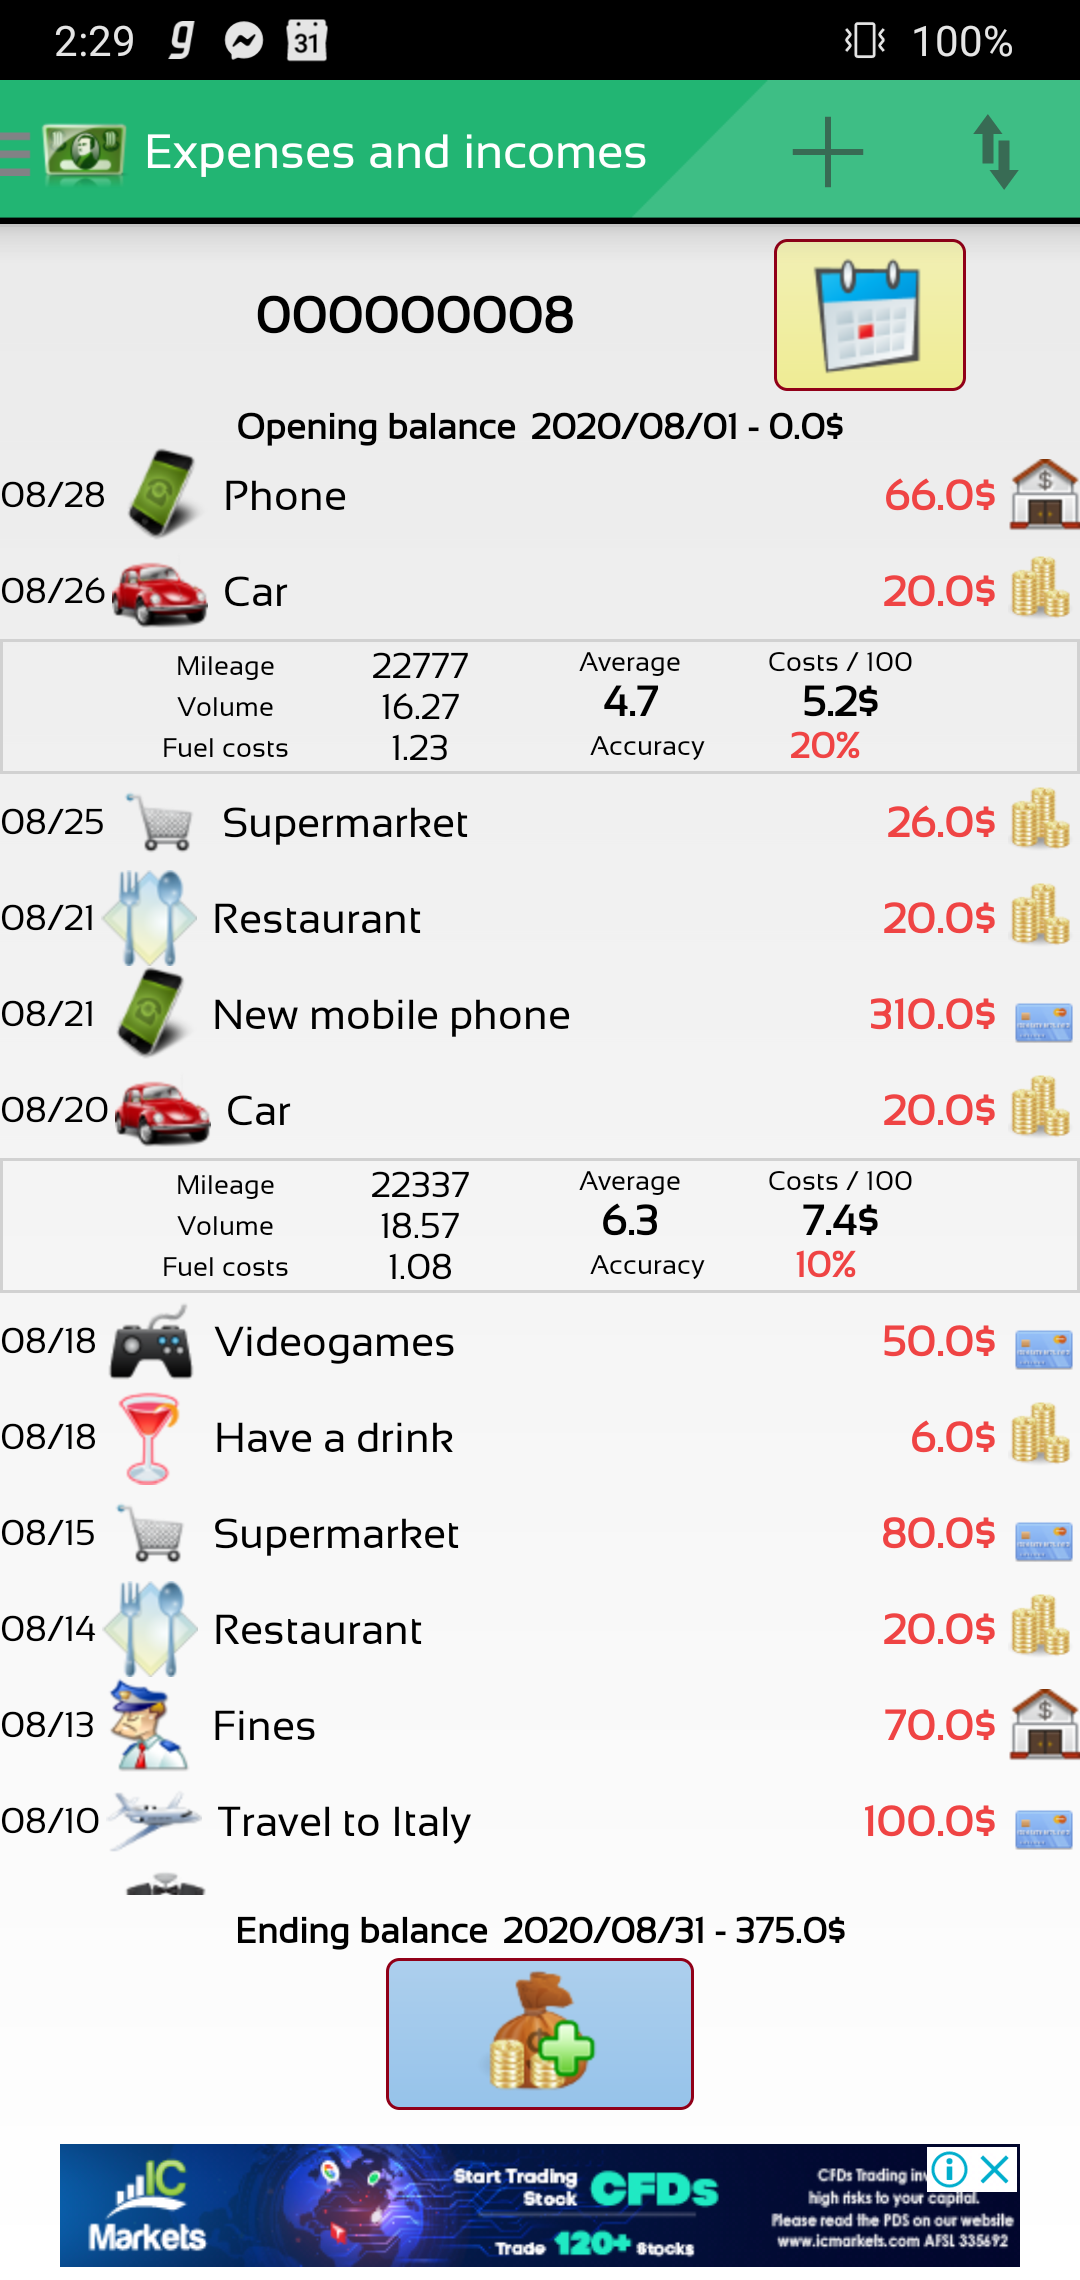 2:29 g 31 100%
Expenses and incomes
000000008
Opening balance 2020/08/01 - 0.0$
08/28 Phone 66.0$
08/26 Car 20.0$
Mileage 22777 Average Costs / 100
Volume 16.27 4.7 5.2$
Fuel costs 1.23 Accuracy 20%
08/25 Supermarket 26.0$
08/21 Restaurant 20.0$
08/21 New mobile phone 310.0$
08/20 Car 20.0$
Mileage 22337 Average Costs / 100
Volume 18.57 6.3 7.4$
Fuel costs 1.08 Accuracy 10%
08/18 Videogames 50.0$
08/18 Have a drink 6.0$
08/15 Supermarket 80.0$
08/14 Restaurant 20.0$
08/13 Fines 70.0$
08/10 Travel to Italy 100.0$
Ending balance 2020/08/31 - 375.0$
IC Markets
Start Trading Stock CFDs
Trade 120+ Stocks
CFDs Trading
high risks to your capital.
Please read the PDS on our website
www.icmarkets.com AFSL 335692